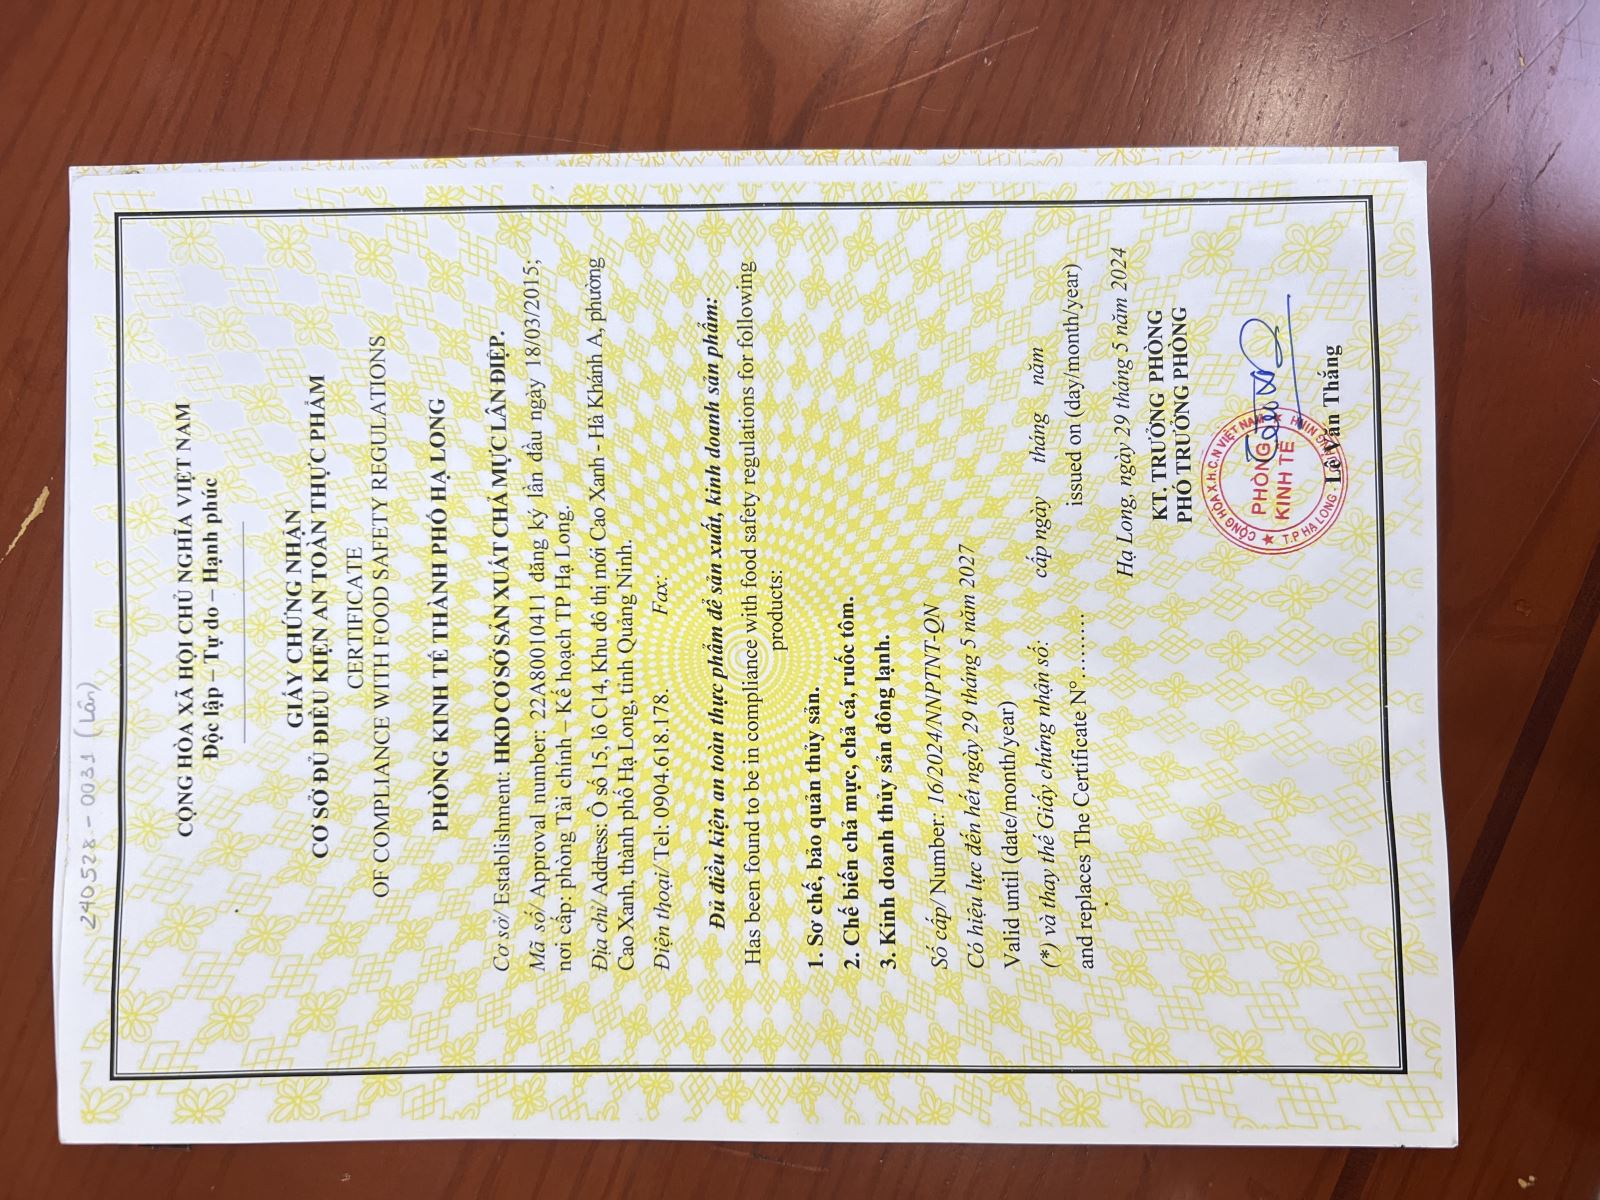 240528 - 0031 (Lân)
CỘNG HÒA XÃ HỘI CHỦ NGHĨA VIỆT NAM
Độc lập – Tự do – Hạnh phúc
GIẤY CHỨNG NHẬN
CƠ SỞ ĐỦ ĐIỀU KIỆN AN TOÀN THỰC PHẨM
CERTIFICATE
OF COMPLIANCE WITH FOOD SAFETY REGULATIONS
PHÒNG KINH TẾ THÀNH PHỐ HẠ LONG
Cơ sở/ Establishment: HKD CƠ SỞ SẢN XUẤT CHẢ MỰC LÂN ĐIỆP.
Mã số/ Approval number: 22A80010411 đăng ký lần đầu ngày 18/03/2015;
nơi cấp: phòng Tài chính – Kế hoạch TP Hạ Long.
Địa chỉ/ Address: Ô số 15, lô C14, Khu đô thị mới Cao Xanh - Hà Khánh A, phường
Cao Xanh, thành phố Hạ Long, tỉnh Quảng Ninh.
Điện thoại/ Tel: 0904.618.178. Fax:
Đủ điều kiện an toàn thực phẩm để sản xuất, kinh doanh sản phẩm:
Has been found to be in compliance with food safety regulations for following
products:
1. Sơ chế, bảo quản thủy sản.
2. Chế biến chả mực, chả cá, ruốc tôm.
3. Kinh doanh thủy sản đông lạnh.
Số cấp/ Number: 16/2024/NNPTNT-QN
Có hiệu lực đến hết ngày 29 tháng 5 năm 2027
Valid until (date/month/year)
(*) và thay thế Giấy chứng nhận số: cấp ngày tháng năm
and replaces The Certificate N°.......... issued on (day/month/year)
Hạ Long, ngày 29 tháng 5 năm 2024
KT. TRƯỞNG PHÒNG
PHÓ TRƯỞNG PHÒNG
CỘNG HÒA X.H.C.N VIỆT NAM
PHÒNG
KINH TẾ
T.P HẠ LONG
Lê Văn Thắng